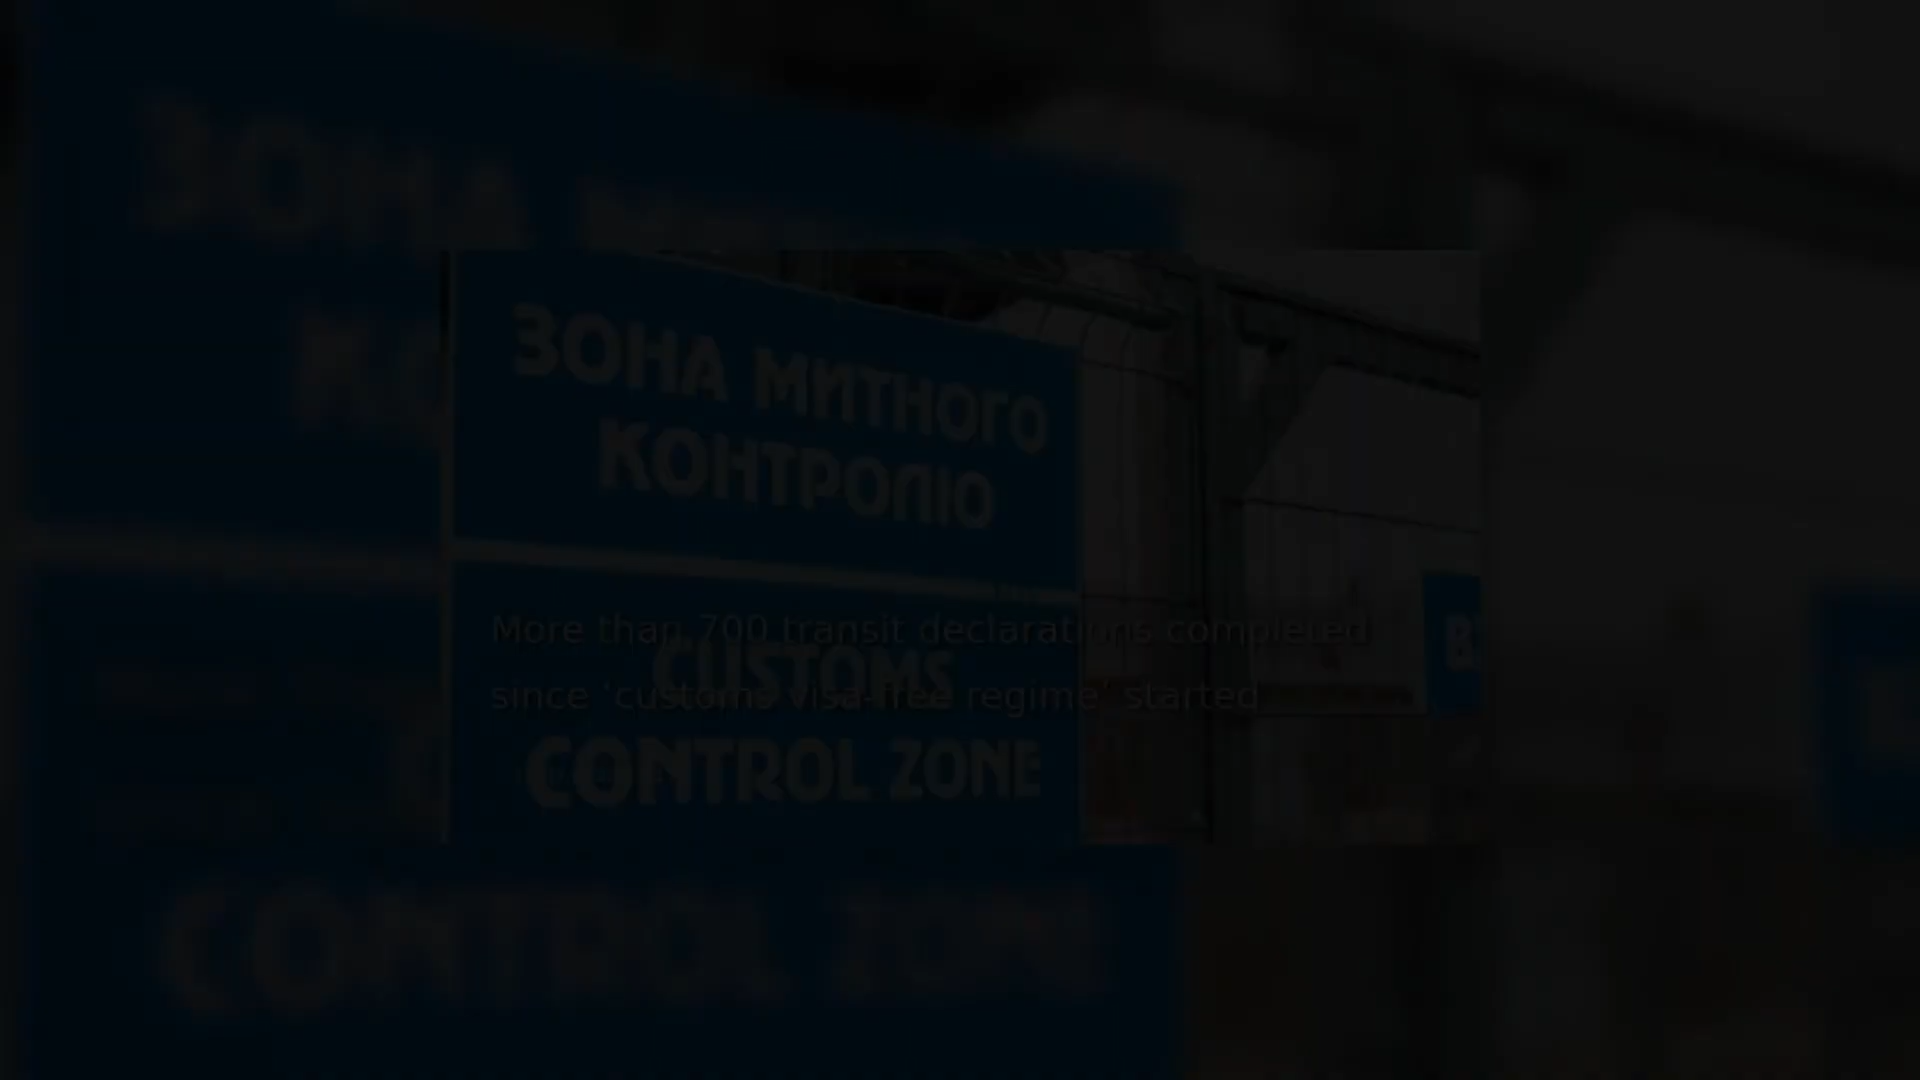 ЗОНА МИТНОГО
КОНТРОЛЮ
CUSTOMS
CONTROL ZONE
More than 700 transit declarations completed
since 'customs visa-free regime' started